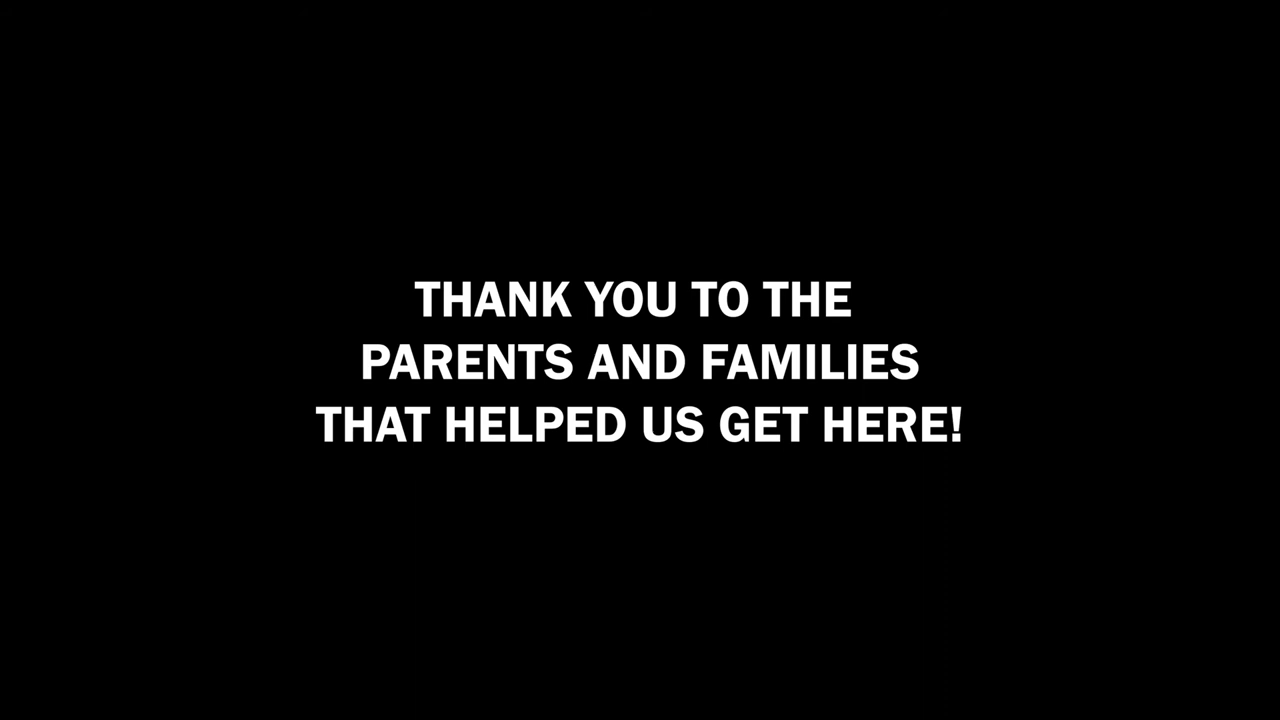 THANK YOU TO THE
PARENTS AND FAMILIES
THAT HELPED US GET HERE!